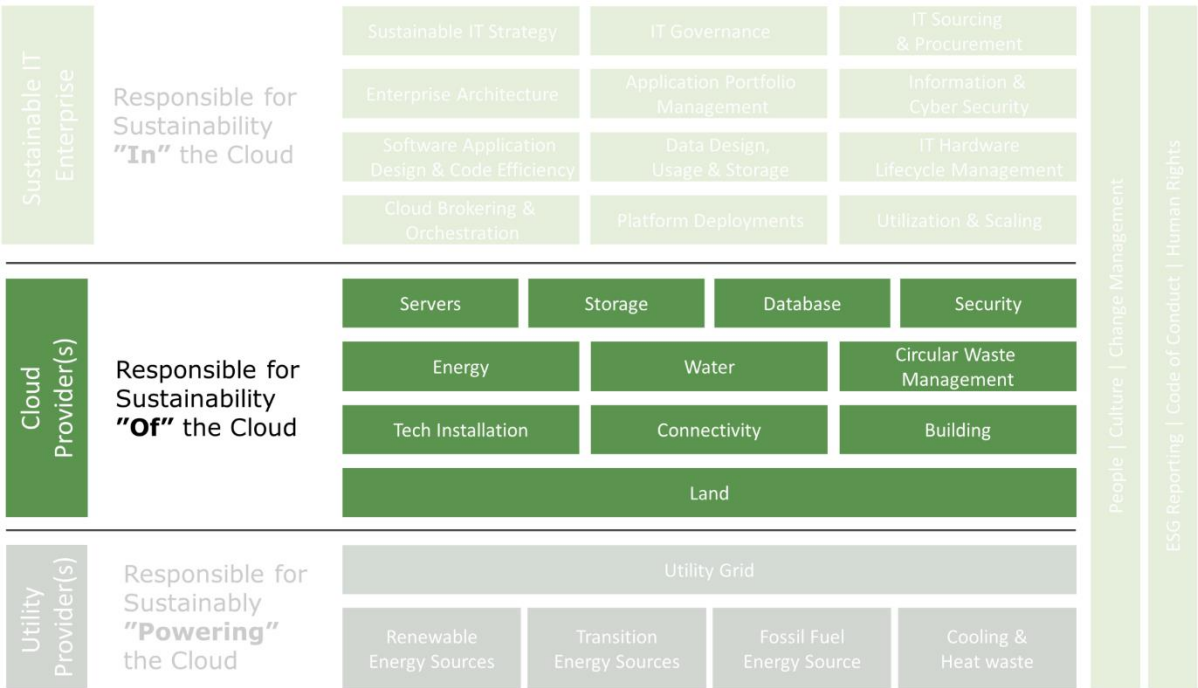 Sustainable IT
Enterprise
Responsible for
Sustainability
”In” the Cloud
Sustainable IT Strategy
IT Governance
IT Sourcing
& Procurement
Enterprise Architecture
Application Portfolio
Management
Information &
Cyber Security
Software Application
Design & Code Efficiency
Data Design,
Usage & Storage
IT Hardware
Lifecycle Management
Cloud Brokering &
Orchestration
Platform Deployments
Utilization & Scaling
Cloud
Provider(s)
Responsible for
Sustainability
”Of” the Cloud
Servers
Storage
Database
Security
Energy
Water
Circular Waste
Management
Tech Installation
Connectivity
Building
Land
Utility
Provider(s)
Responsible for
Sustainably
”Powering”
the Cloud
Utility Grid
Renewable
Energy Sources
Transition
Energy Sources
Fossil Fuel
Energy Source
Cooling &
Heat waste
People | Culture | Change Management
ESG Reporting | Code of Conduct | Human Rights